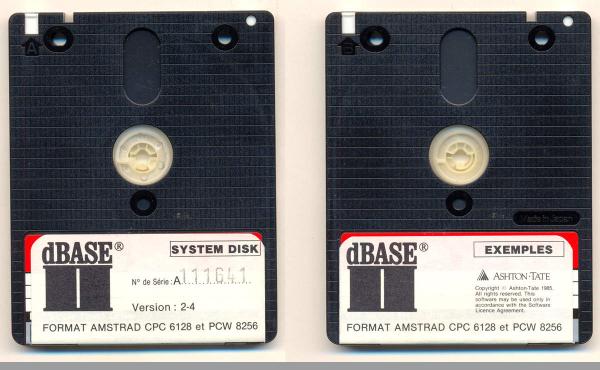 A
dBASE®
II
SYSTEM DISK
N° de Série: A 111641
Version : 2-4
FORMAT AMSTRAD CPC 6128 et PCW 8256
B
Made in Japan
dBASE®
II
EXEMPLES
ASHTON·TATE
Copyright © Ashton-Tate 1985.
All rights reserved. This
software may be used only in
accordance with the Software
Licence Agreement.
FORMAT AMSTRAD CPC 6128 et PCW 8256